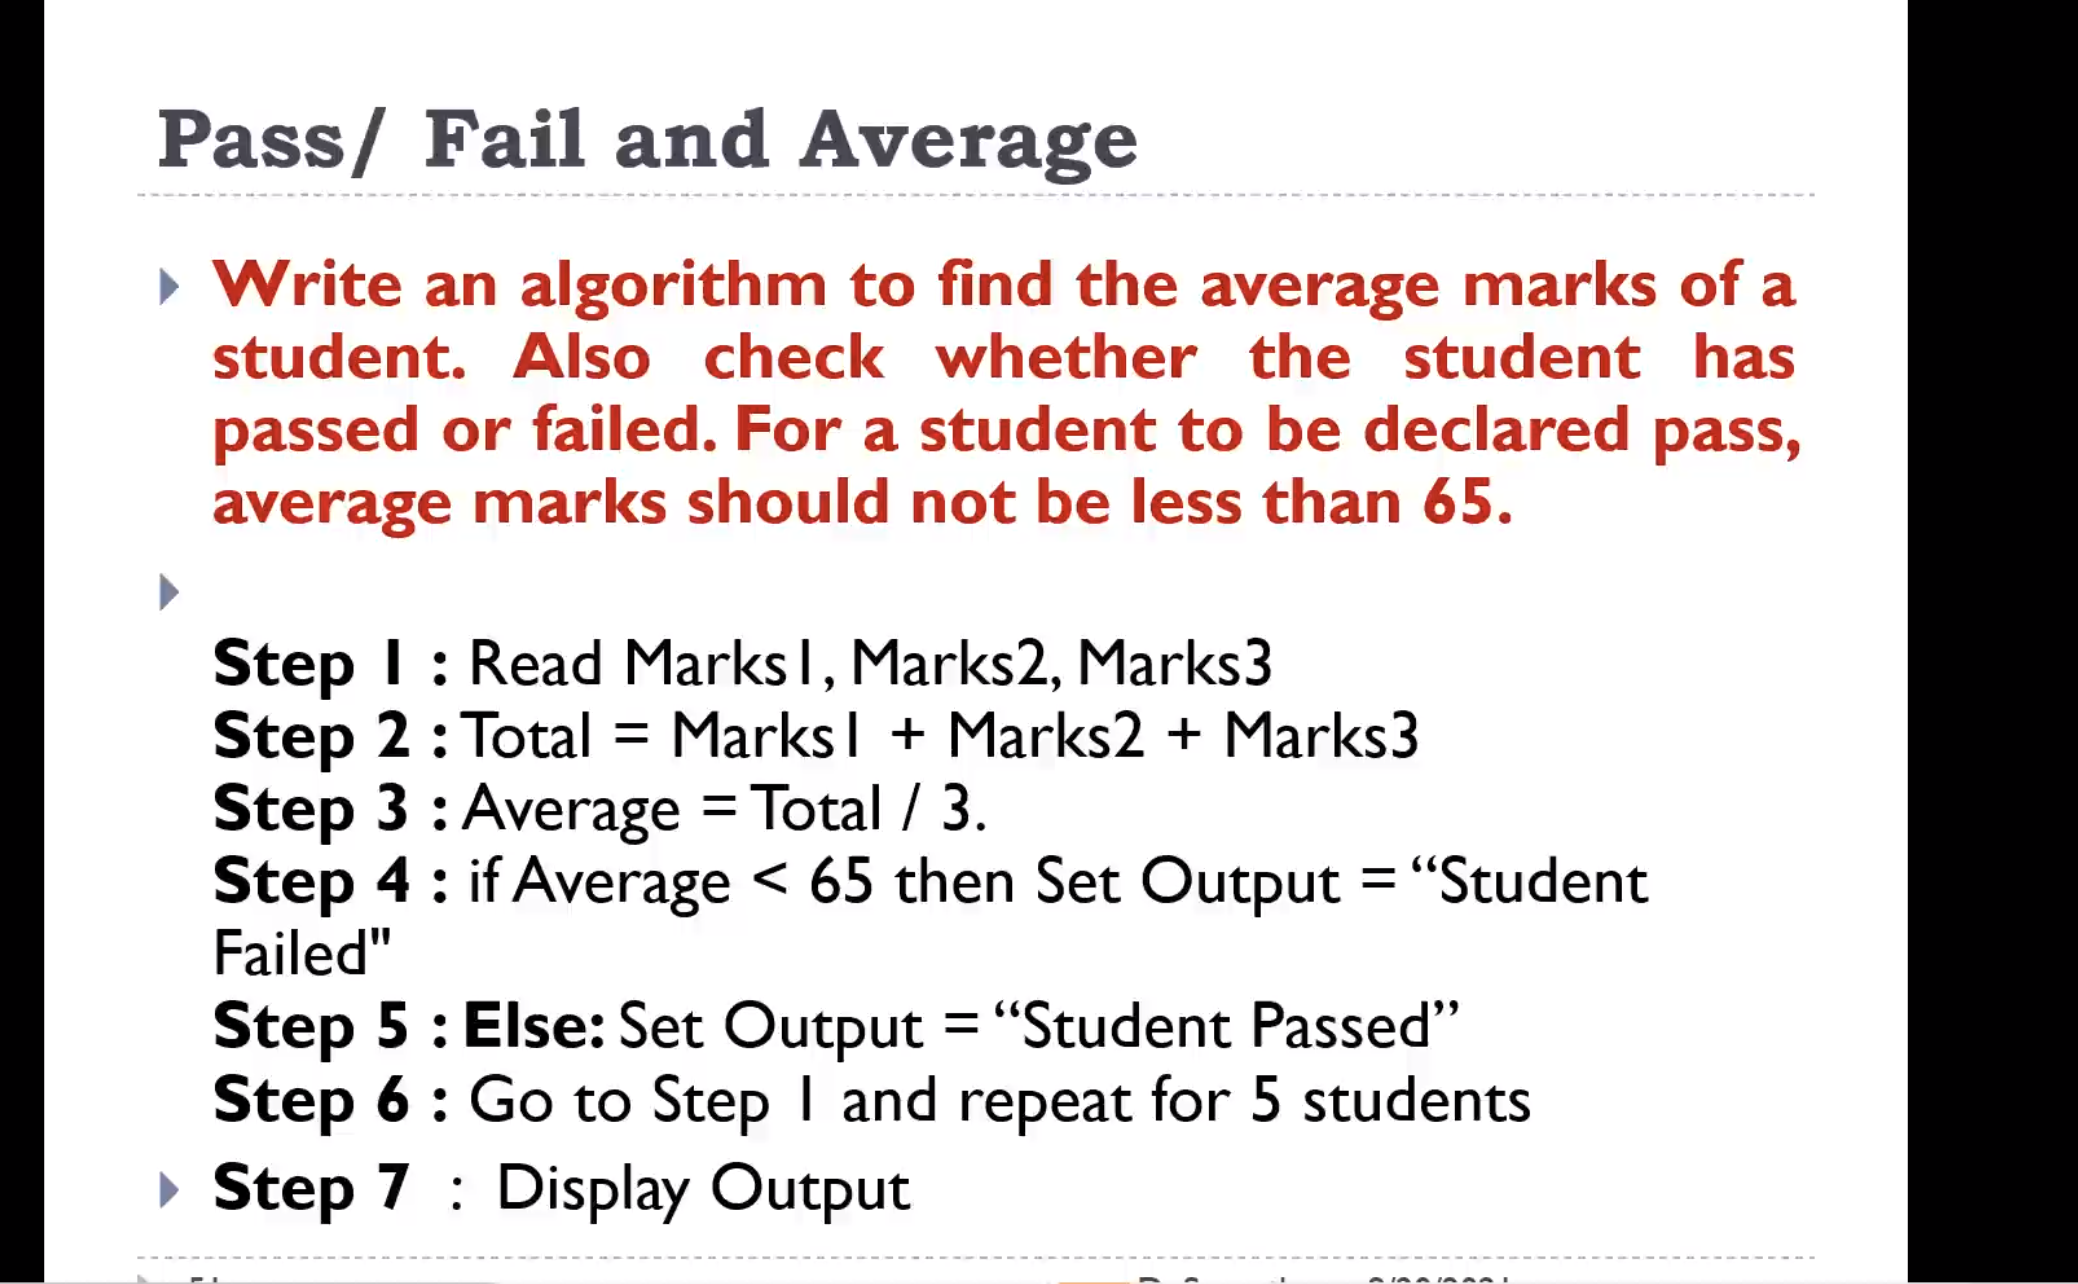 Pass/ Fail and Average
Write an algorithm to find the average marks of a
student. Also check whether the student has
passed or failed. For a student to be declared pass,
average marks should not be less than 65.
Step 1 : Read Marks1, Marks2, Marks3
Step 2 : Total = Marks1 + Marks2 + Marks3
Step 3 : Average = Total / 3.
Step 4 : if Average < 65 then Set Output = “Student
Failed"
Step 5 : Else: Set Output = “Student Passed”
Step 6 : Go to Step 1 and repeat for 5 students
Step 7 : Display Output